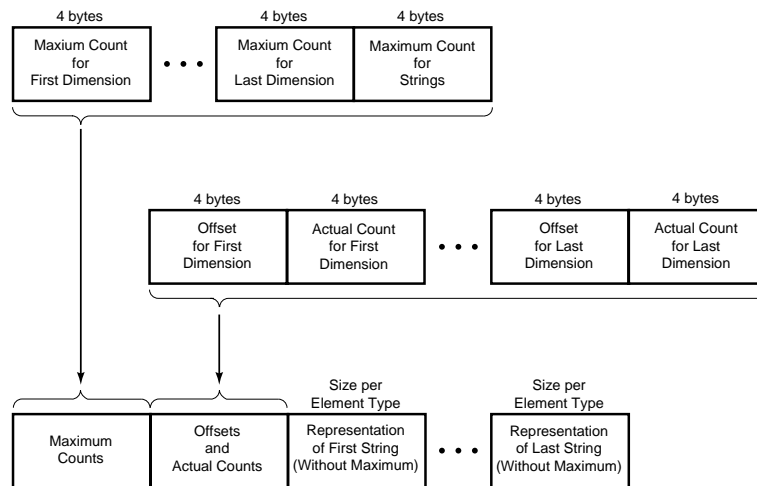 4 bytes
4 bytes
4 bytes
Maxium Count
for
First Dimension
Maxium Count
for
Last Dimension
Maximum Count
for
Strings
4 bytes
4 bytes
4 bytes
4 bytes
Offset
for First
Dimension
Actual Count
for First
Dimension
Offset
for Last
Dimension
Actual Count
for Last
Dimension
Size per
Element Type
Size per
Element Type
Maximum
Counts
Offsets
and
Actual Counts
Representation
of First String
(Without Maximum)
Representation
of Last String
(Without Maximum)